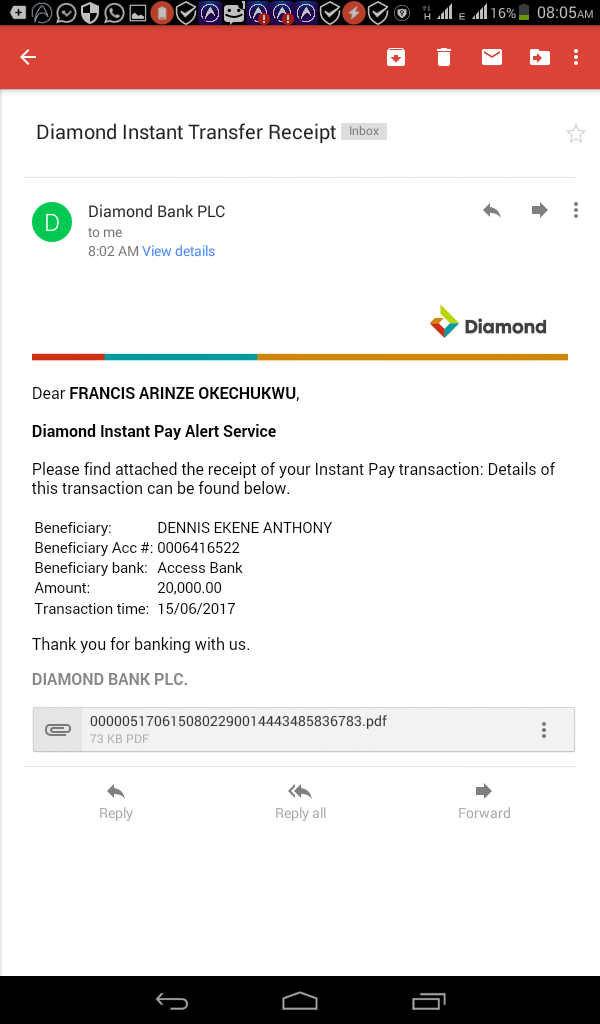 H E 16% 08:05AM
Diamond Instant Transfer Receipt Inbox
D
Diamond Bank PLC
to me
8:02 AM View details
Diamond
Dear FRANCIS ARINZE OKECHUKWU,
Diamond Instant Pay Alert Service
Please find attached the receipt of your Instant Pay transaction: Details of
this transaction can be found below.
Beneficiary: DENNIS EKENE ANTHONY
Beneficiary Acc #: 0006416522
Beneficiary bank: Access Bank
Amount: 20,000.00
Transaction time: 15/06/2017
Thank you for banking with us.
DIAMOND BANK PLC.
0000051706150802290014443485836783.pdf
73 KB PDF
Reply Reply all Forward